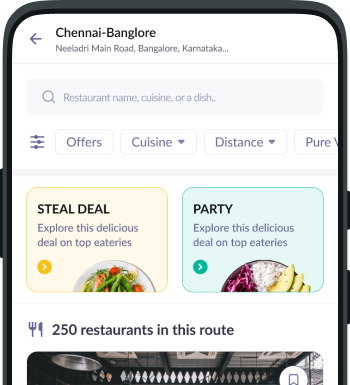 Chennai-Banglore
Neeladri Main Road, Bangalore, Karnataka...
Restaurant name, cuisine, or a dish..
Offers
Cuisine
Distance
Pure V
STEAL DEAL
Explore this delicious
deal on top eateries
PARTY
Explore this delicious
deal on top eateries
250 restaurants in this route